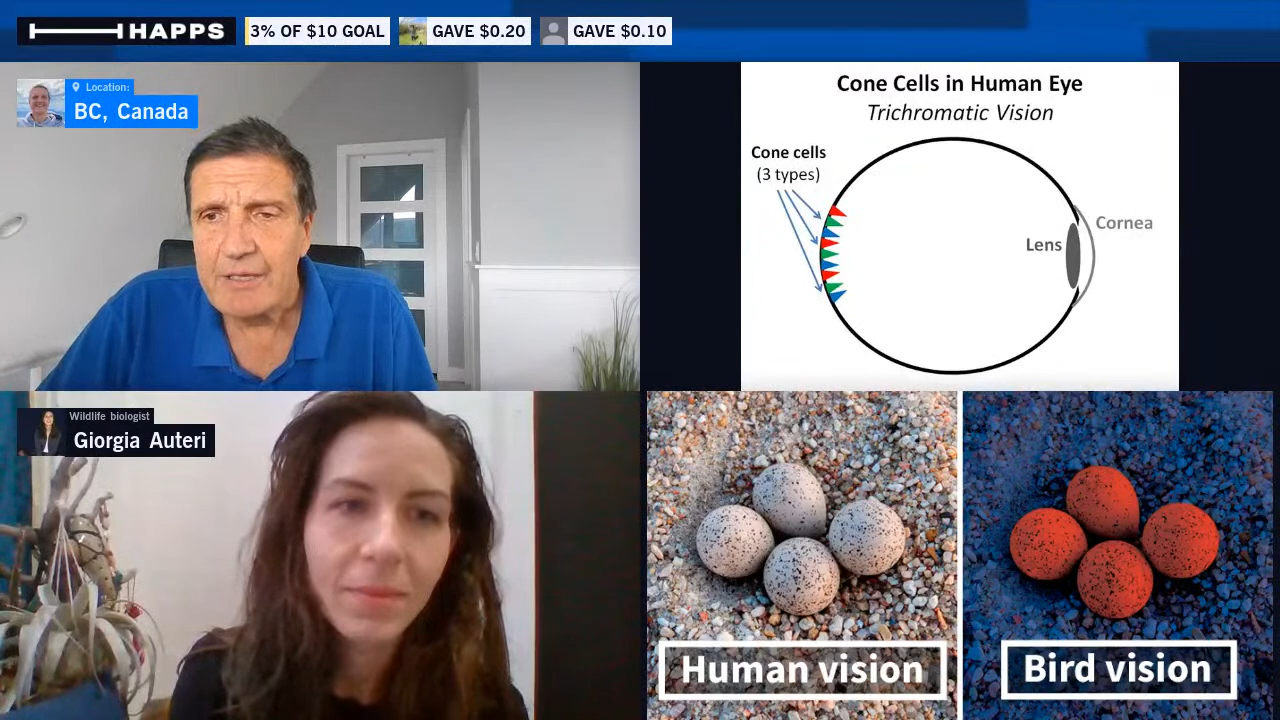 HAPPS
3% OF $10 GOAL
GAVE $0.20
GAVE $0.10
Location:
BC, Canada
Cone Cells in Human Eye
Trichromatic Vision
Cone cells
(3 types)
Cornea
Lens
Wildlife biologist
Giorgia Auteri
Human vision
Bird vision